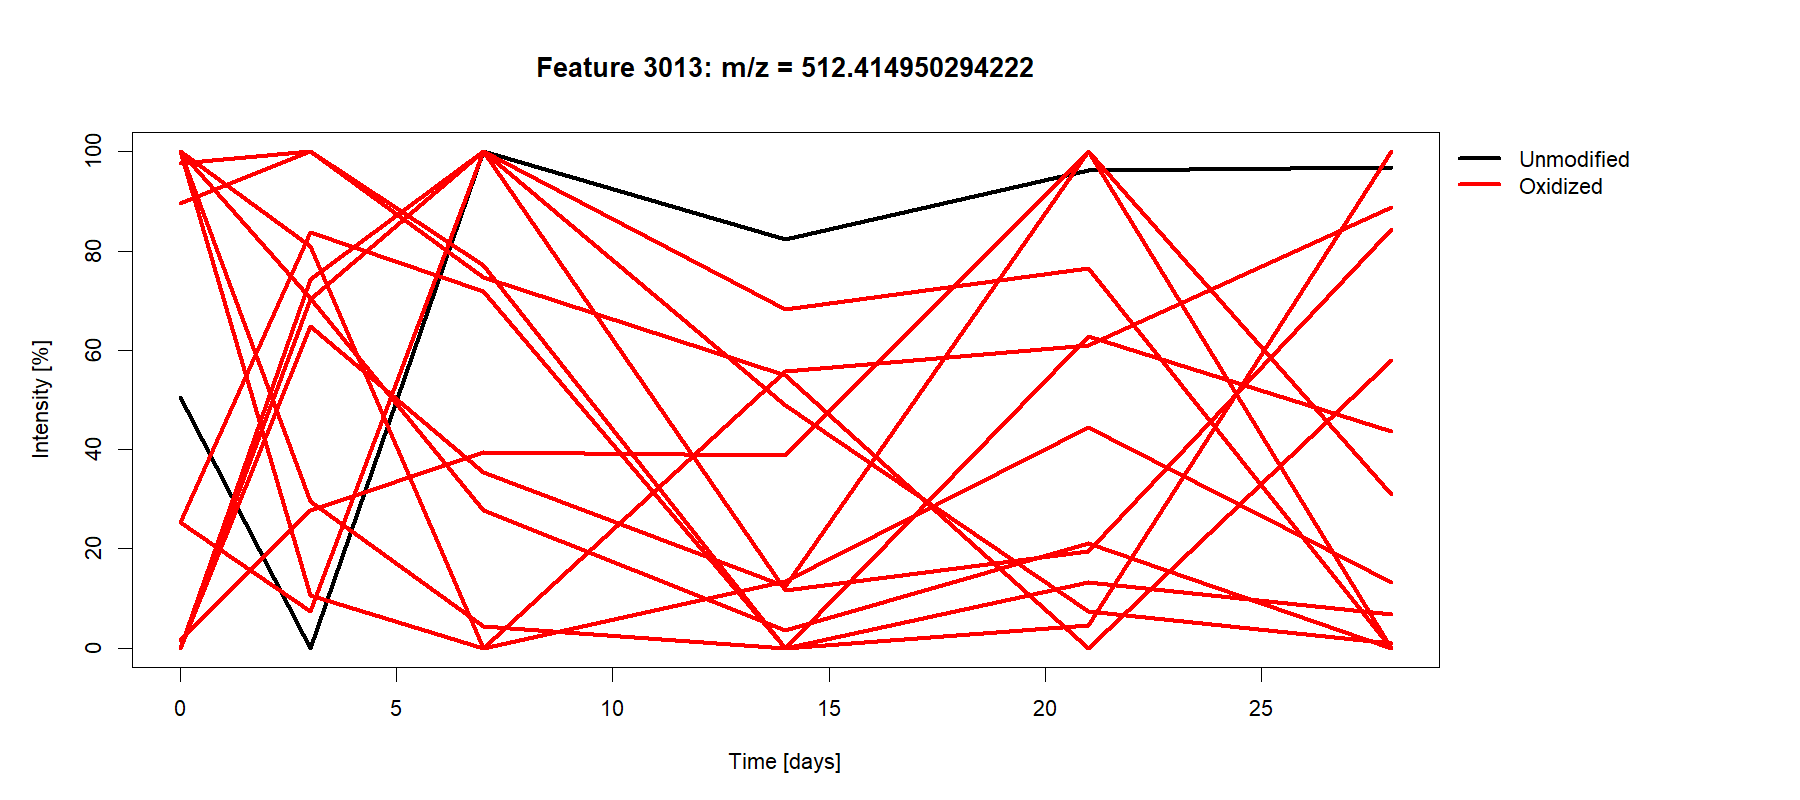 Feature 3013: m/z = 512.414950294222
Unmodified
Oxidized
Intensity [%]
100
80
60
40
20
0
0 5 10 15 20 25
Time [days]